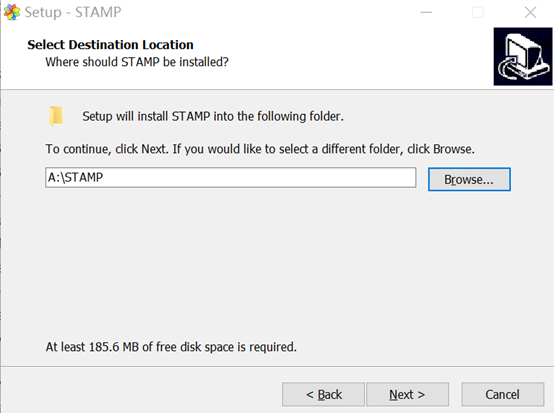 Setup - STAMP
Select Destination Location
Where should STAMP be installed?
Setup will install STAMP into the following folder.
To continue, click Next. If you would like to select a different folder, click Browse.
A:\STAMP
Browse...
At least 185.6 MB of free disk space is required.
< Back
Next >
Cancel